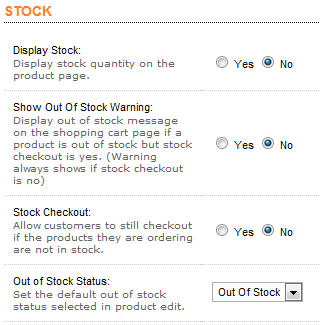 STOCK
Display Stock:
Display stock quantity on the
product page.
Yes No
Show Out Of Stock Warning:
Display out of stock message
on the shopping cart page if a
product is out of stock but stock
checkout is yes. (Warning
always shows if stock checkout
is no)
Yes No
Stock Checkout:
Allow customers to still checkout
if the products they are ordering
are not in stock.
Yes No
Out of Stock Status:
Set the default out of stock
status selected in product edit.
Out Of Stock